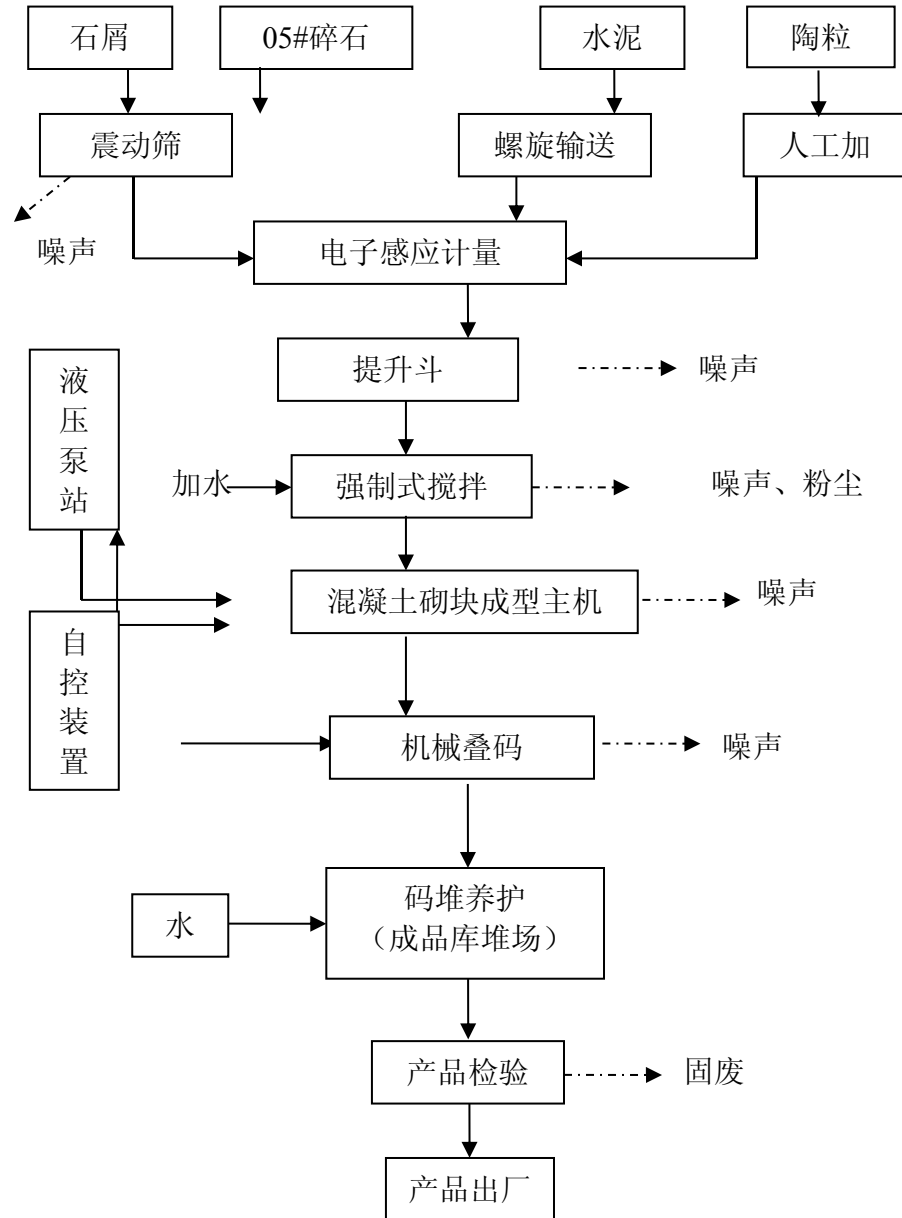 石屑
05#碎石
水泥
陶粒
震动筛
螺旋输送
人工加
噪声
电子感应计量
提升斗
噪声
液
压
泵
站
加水
强制式搅拌
噪声、粉尘
混凝土砌块成型主机
噪声
自
控
装
置
机械叠码
噪声
水
码堆养护
（成品库堆场）
产品检验
固废
产品出厂